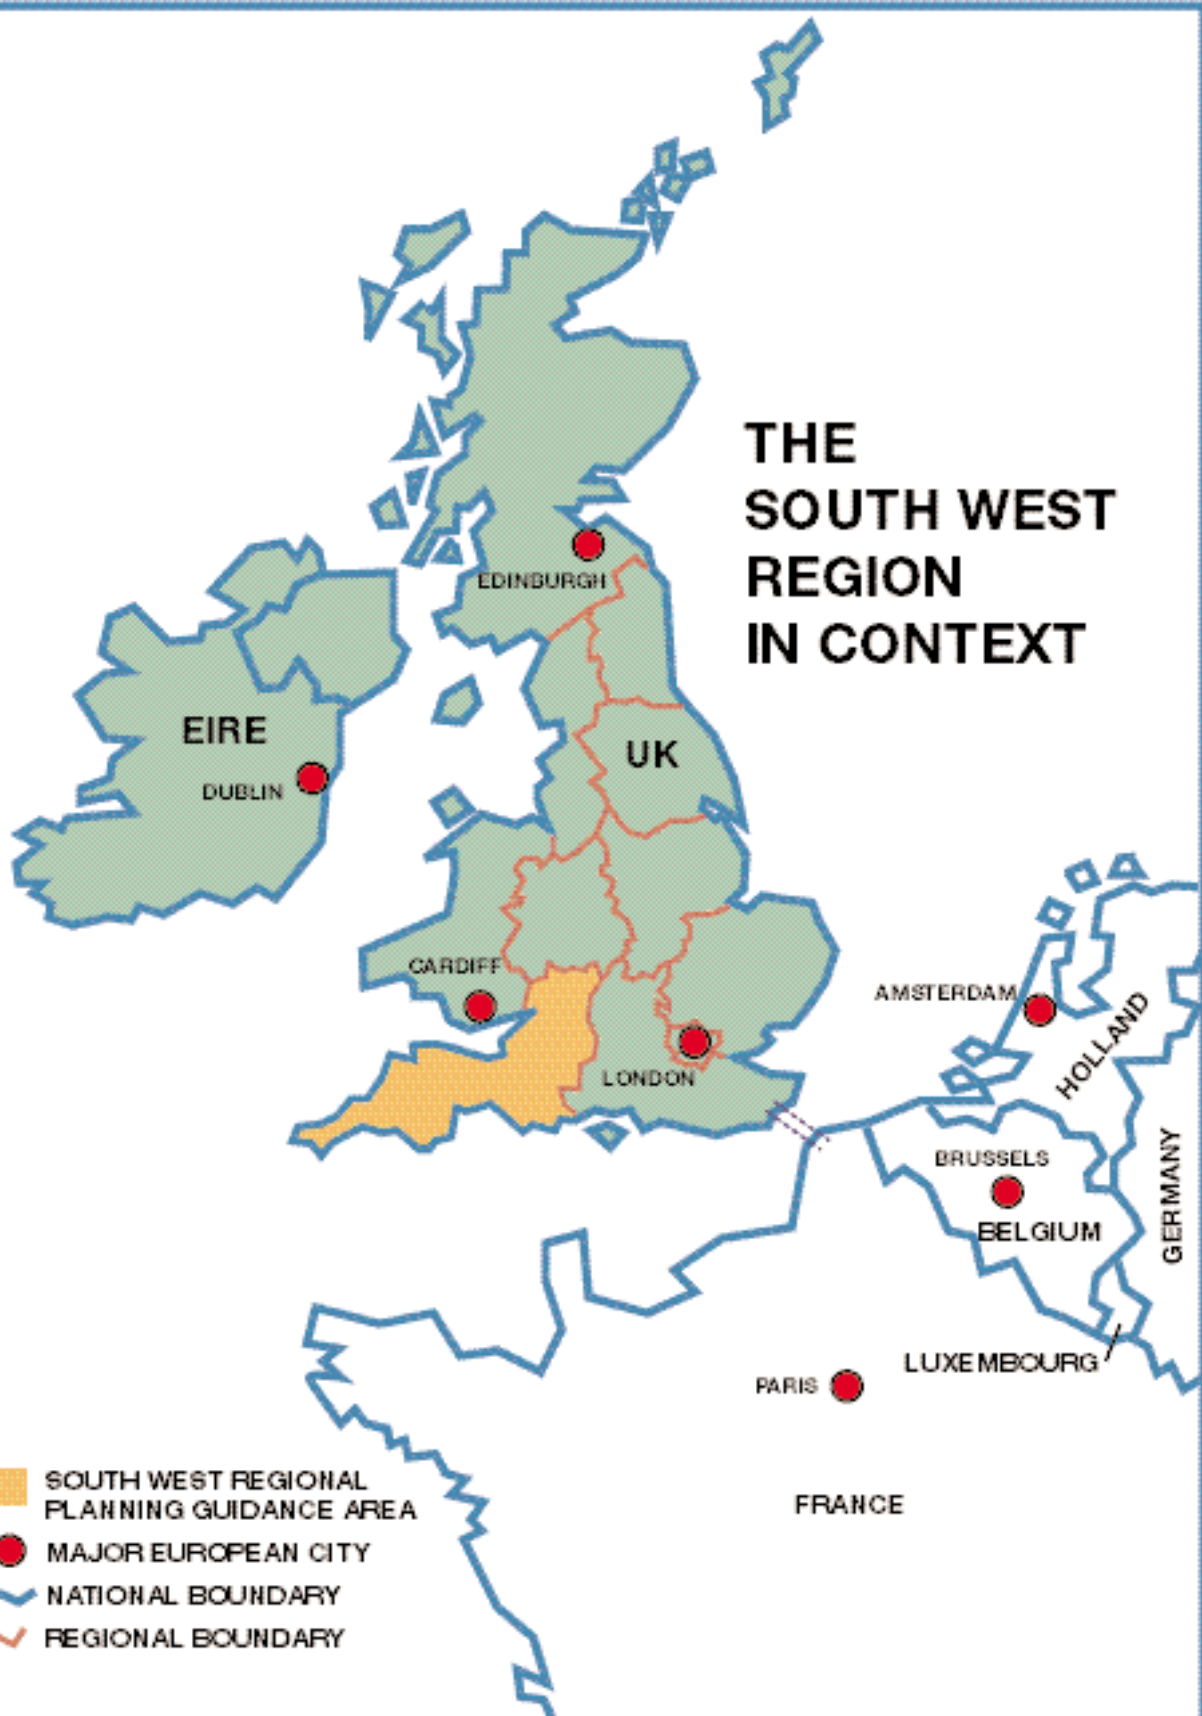 THE
SOUTH WEST
REGION
IN CONTEXT
EDINBURGH
EIRE
UK
DUBLIN
CARDIFF
AMSTERDAM
HOLLAND
LONDON
BRUSSELS
GERMANY
BELGIUM
LUXEMBOURG
PARIS
FRANCE
SOUTH WEST REGIONAL
PLANNING GUIDANCE AREA
MAJOR EUROPEAN CITY
NATIONAL BOUNDARY
REGIONAL BOUNDARY